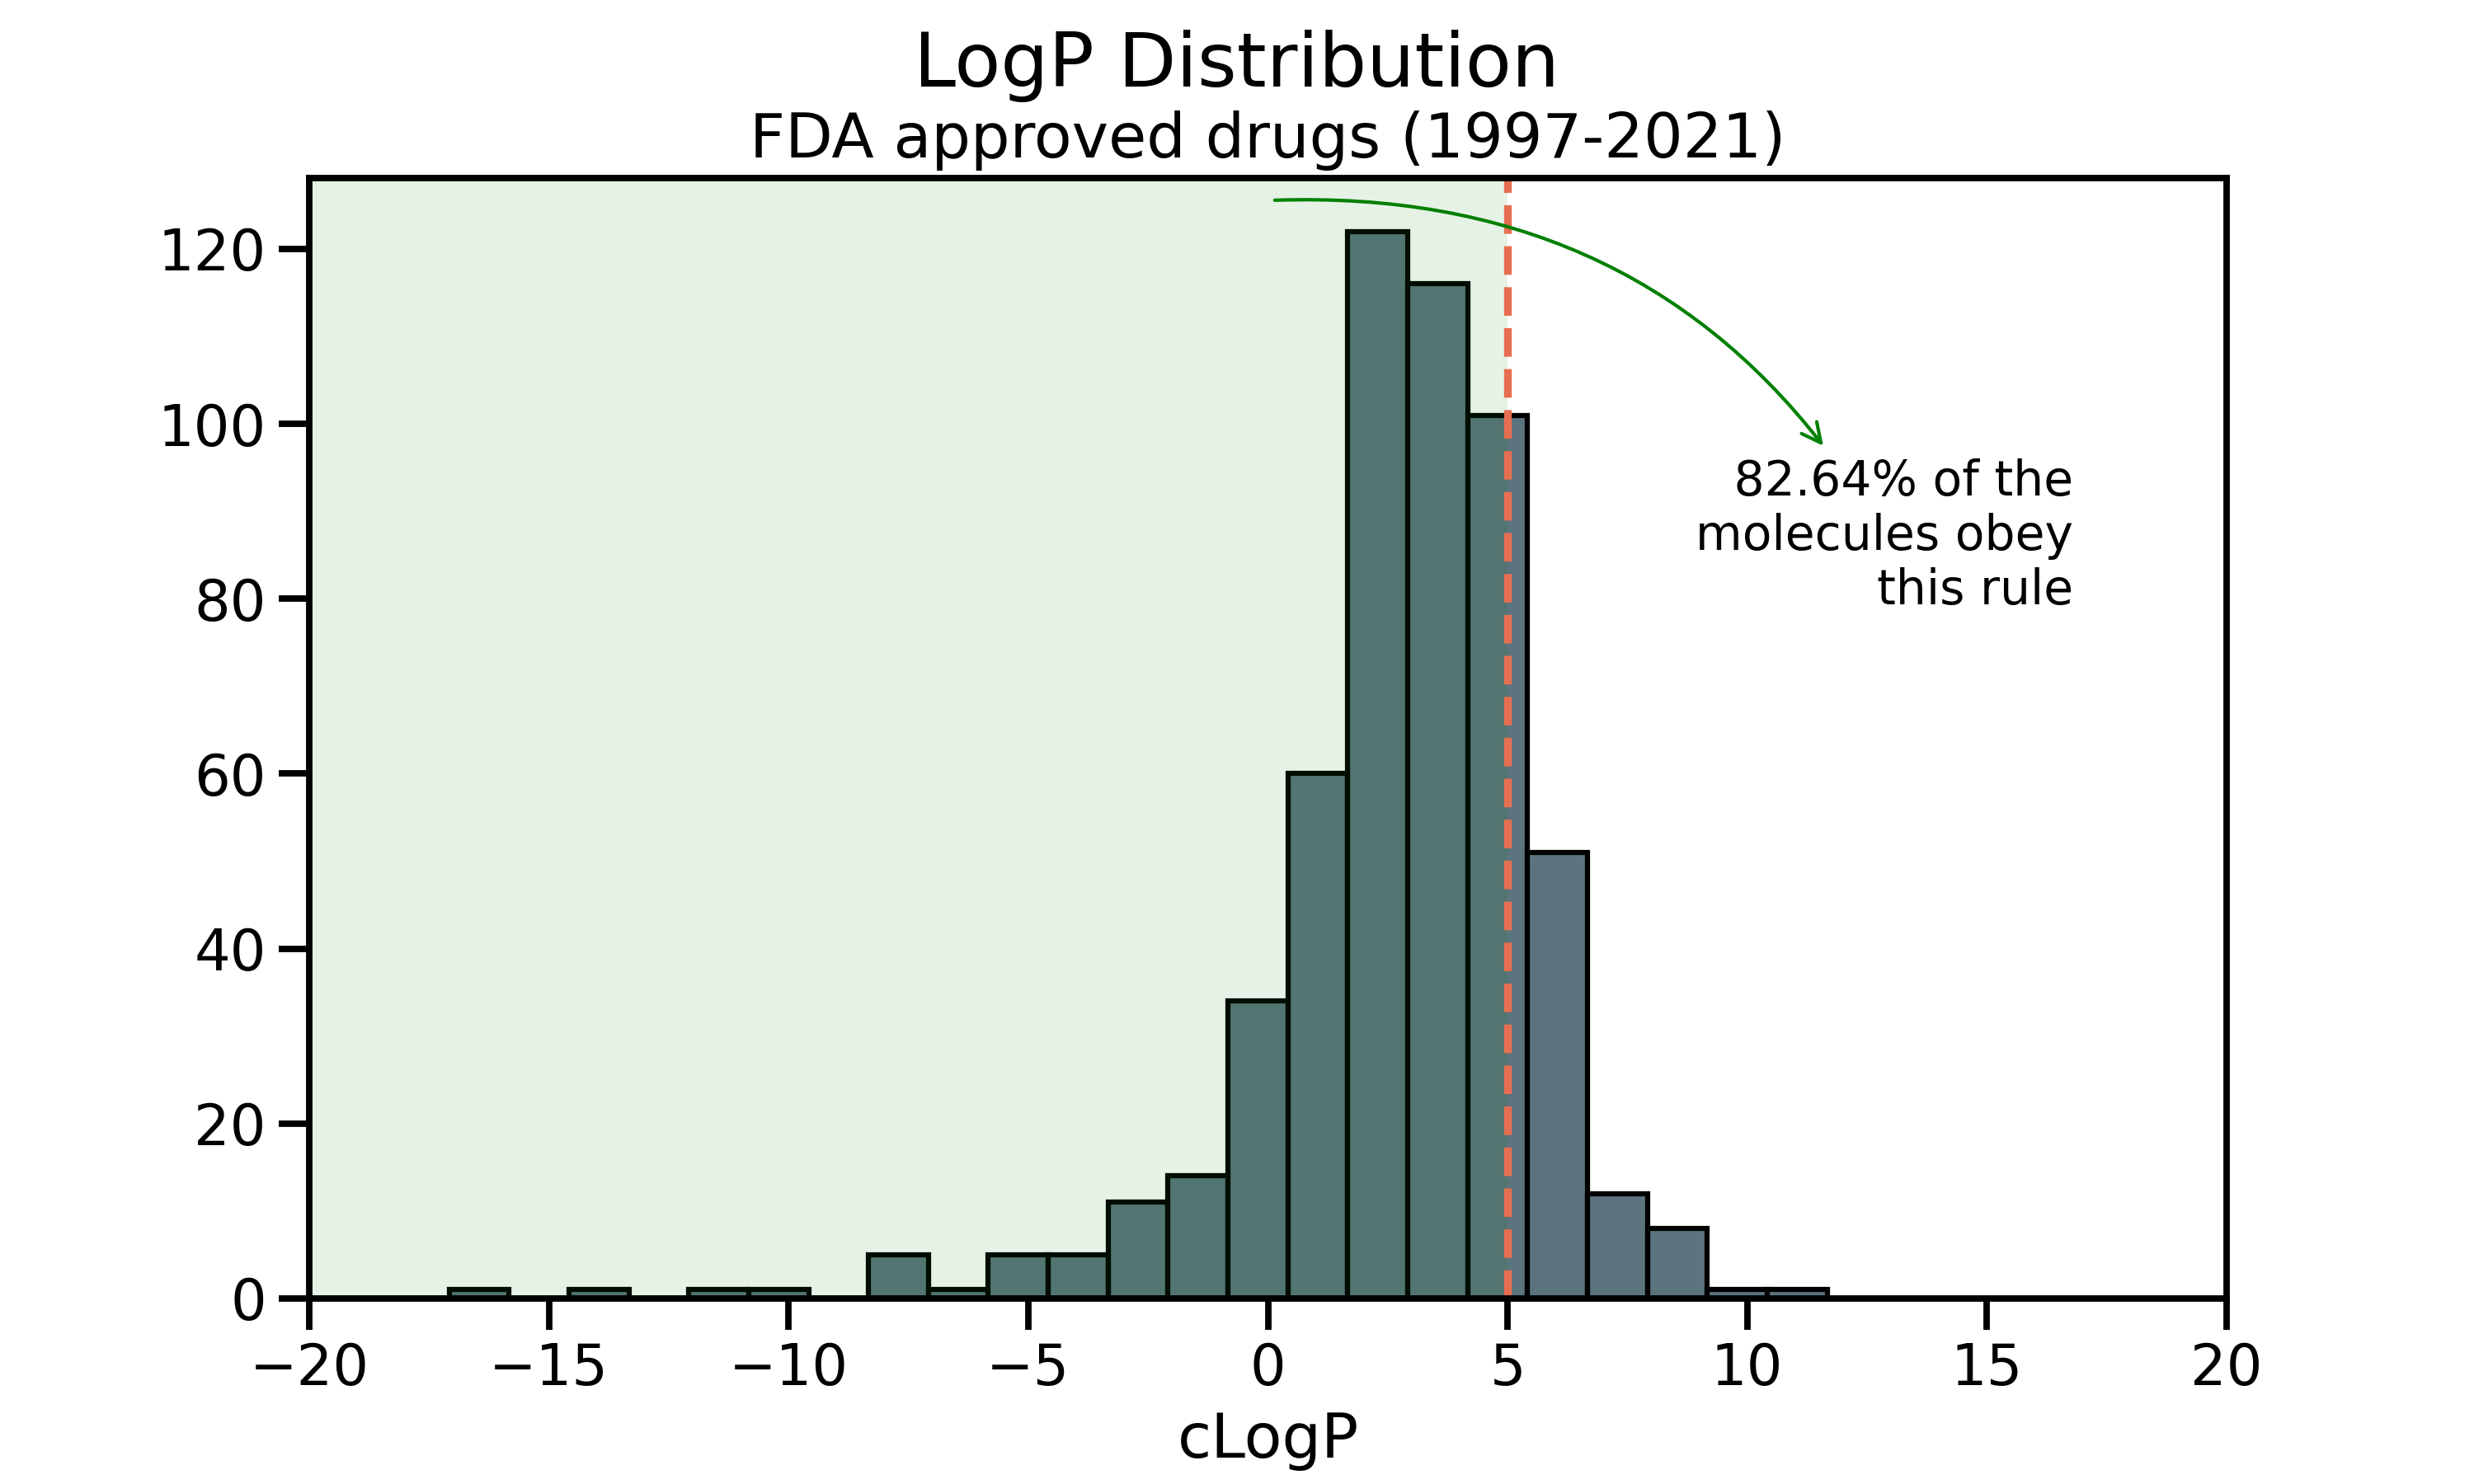 LogP Distribution
FDA approved drugs (1997-2021)
120
100
80
60
40
20
0
82.64% of the
molecules obey
this rule
−20 −15 −10 −5 0 5 10 15 20
cLogP